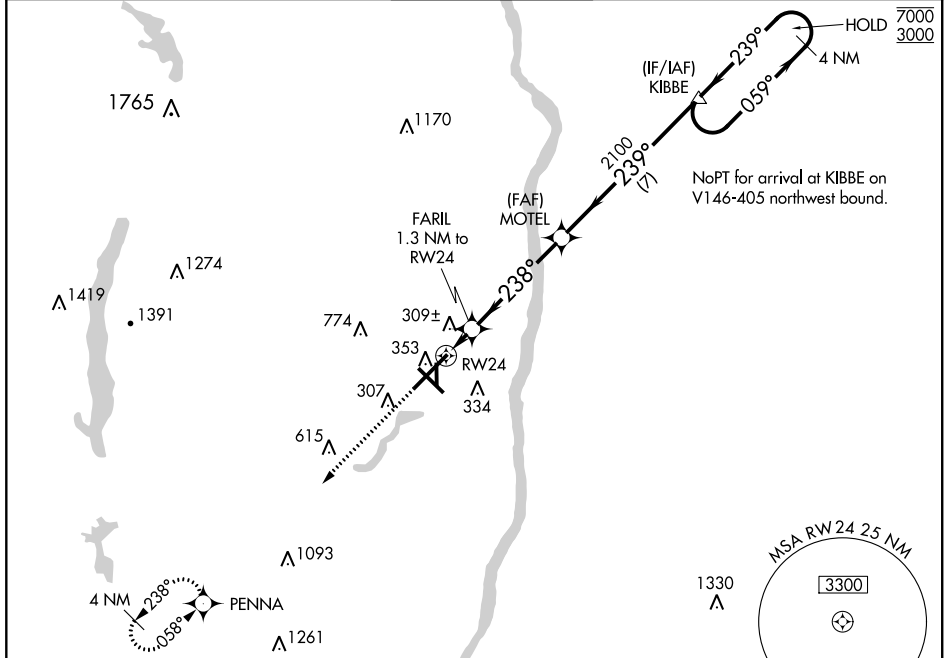 7000
3000
HOLD
4 NM
239°
059°
(IF/IAF)
KIBBE
1765
1170
2100
239°
(7)
NoPT for arrival at KIBBE on
V146-405 northwest bound.
(FAF)
MOTEL
FARIL
1.3 NM to
RW24
238°
1274
1419
1391
774
309±
353
RW24
307
334
615
1093
4 NM
238°
058°
PENNA
1261
1330
MSA RW24 25 NM
3300